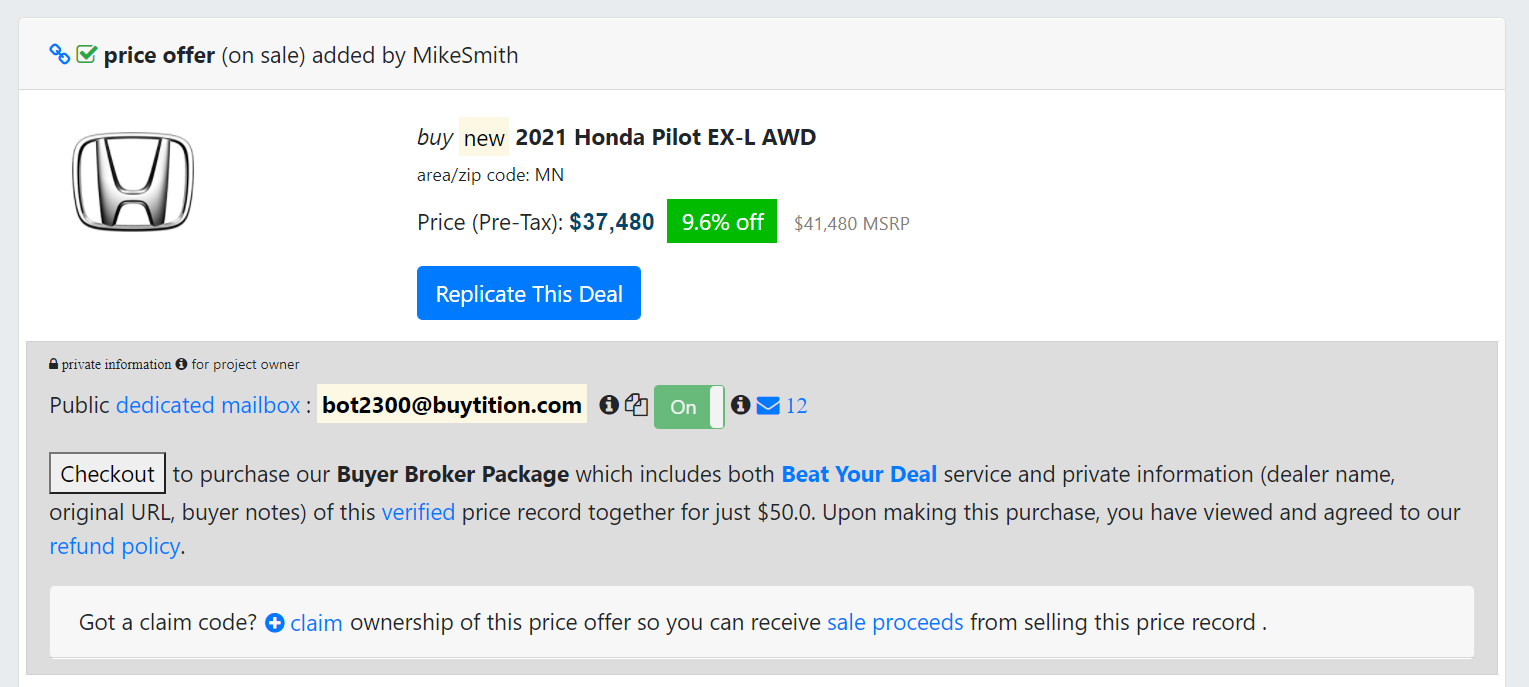 price offer (on sale) added by MikeSmith
buy new 2021 Honda Pilot EX-L AWD
area/zip code: MN
Price (Pre-Tax): $37,480 9.6% off $41,480 MSRP
Replicate This Deal
private information for project owner
Public dedicated mailbox : bot2300@buytition.com On 12
Checkout to purchase our Buyer Broker Package which includes both Beat Your Deal service and private information (dealer name,
original URL, buyer notes) of this verified price record together for just $50.0. Upon making this purchase, you have viewed and agreed to our
refund policy.
Got a claim code? claim ownership of this price offer so you can receive sale proceeds from selling this price record .